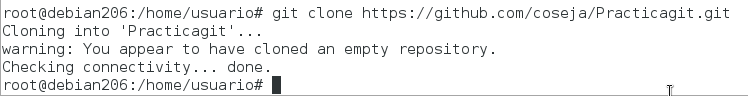 root@debian206:/home/usuario# git clone https://github.com/coseja/Practicagit.git
Cloning into 'Practicagit'...
warning: You appear to have cloned an empty repository.
Checking connectivity... done.
root@debian206:/home/usuario#